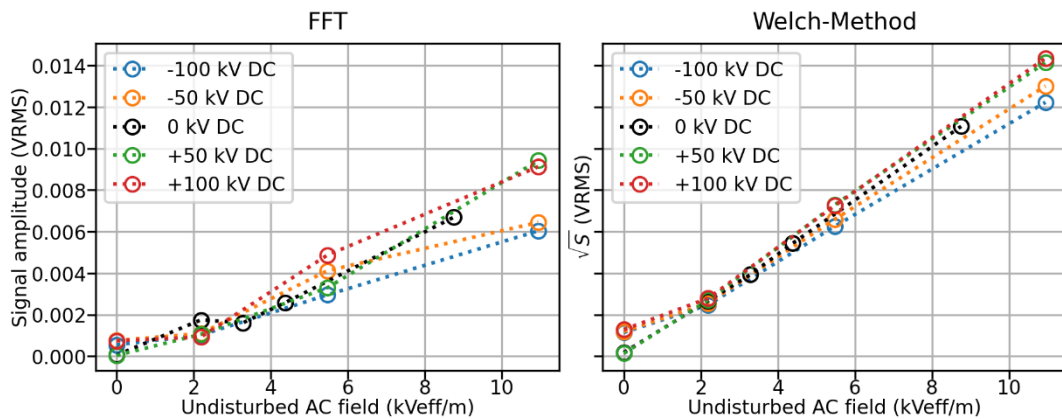 FFT
Welch-Method
Signal amplitude (VRMS)
0.014
0.012
0.010
0.008
0.006
0.004
0.002
0.000
-100 kV DC
-50 kV DC
0 kV DC
+50 kV DC
+100 kV DC
0 2 4 6 8 10
Undisturbed AC field (kVeff/m)
√S (VRMS)
-100 kV DC
-50 kV DC
0 kV DC
+50 kV DC
+100 kV DC
0 2 4 6 8 10
Undisturbed AC field (kVeff/m)